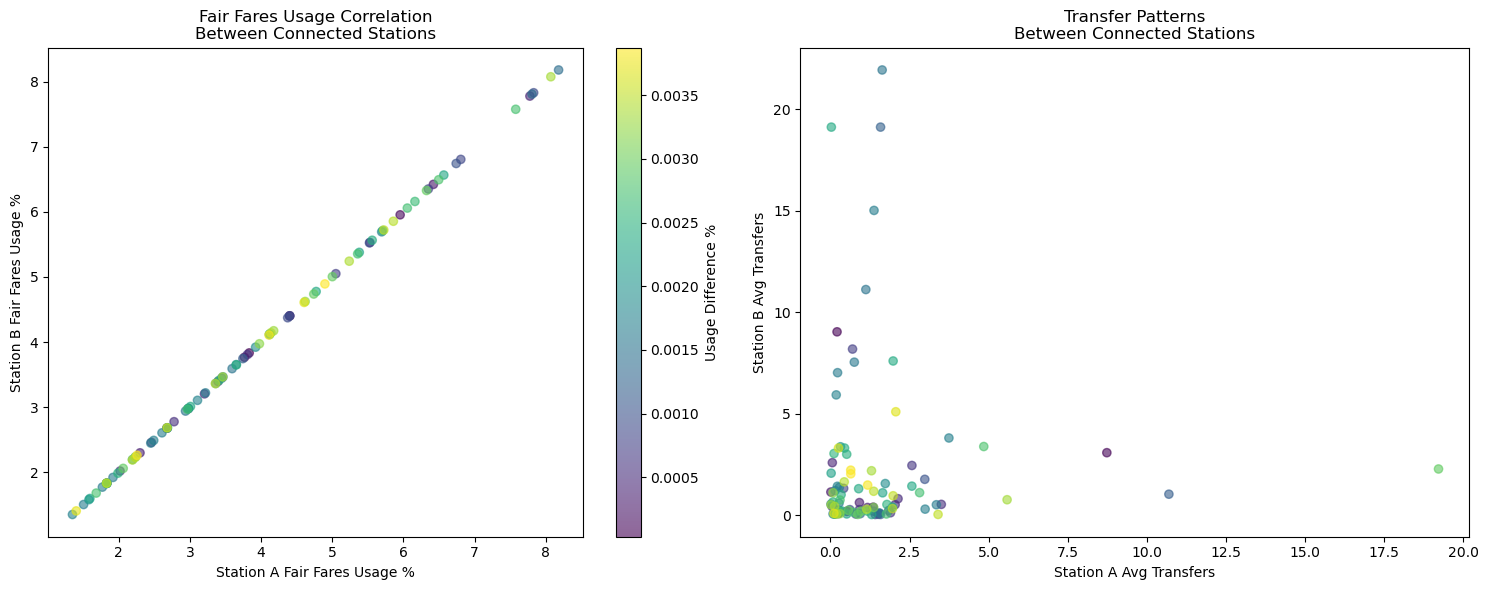 Fair Fares Usage Correlation
Between Connected Stations
8
7
6
5
4
3
2
Station B Fair Fares Usage %
2 3 4 5 6 7 8
Station A Fair Fares Usage %
0.0035
0.0030
0.0025
0.0020
0.0015
0.0010
0.0005
Usage Difference %
Transfer Patterns
Between Connected Stations
20
15
10
5
0
Station B Avg Transfers
0.0 2.5 5.0 7.5 10.0 12.5 15.0 17.5 20.0
Station A Avg Transfers